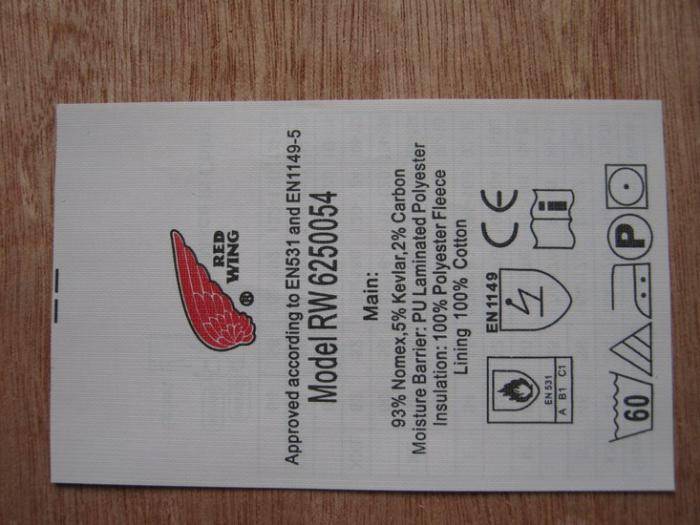 RED
WING
®
Approved according to EN531 and EN1149-5
Model RW 6250054
Main:
93% Nomex,5% Kevlar,2% Carbon
Moisture Barrier: PU Laminated Polyester
Insulation: 100% Polyester Fleece
Lining 100% Cotton
EN 531
A B1 C1
EN1149
CE
i
60
P